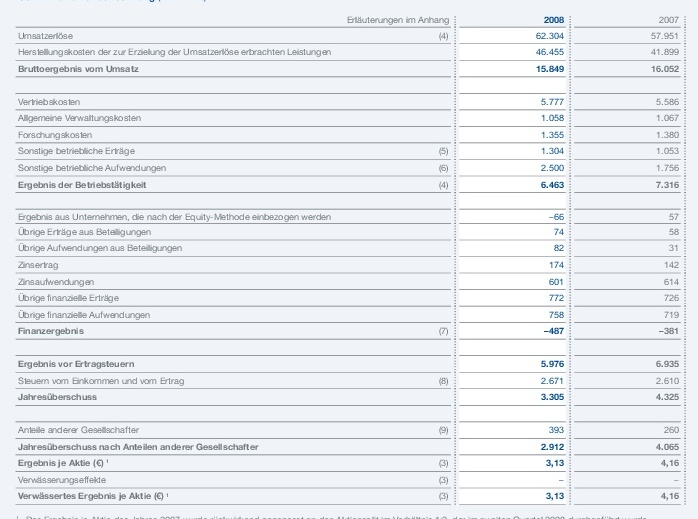 Erläuterungen im Anhang 2008 2007
Umsatzerlöse (4) 62.304 57.951
Herstellungskosten der zur Erzielung der Umsatzerlöse erbrachten Leistungen 46.455 41.899
Bruttoergebnis vom Umsatz 15.849 16.052
Vertriebskosten 5.777 5.586
Allgemeine Verwaltungskosten 1.058 1.067
Forschungskosten 1.355 1.380
Sonstige betriebliche Erträge (5) 1.304 1.053
Sonstige betriebliche Aufwendungen (6) 2.500 1.756
Ergebnis der Betriebstätigkeit (4) 6.463 7.316
Ergebnis aus Unternehmen, die nach der Equity-Methode einbezogen werden –66 57
Übrige Erträge aus Beteiligungen 74 58
Übrige Aufwendungen aus Beteiligungen 82 31
Zinsertrag 174 142
Zinsaufwendungen 601 614
Übrige finanzielle Erträge 772 726
Übrige finanzielle Aufwendungen 758 719
Finanzergebnis (7) –487 –381
Ergebnis vor Ertragsteuern 5.976 6.935
Steuern vom Einkommen und vom Ertrag (8) 2.671 2.610
Jahresüberschuss 3.305 4.325
Anteile anderer Gesellschafter (9) 393 260
Jahresüberschuss nach Anteilen anderer Gesellschafter 2.912 4.065
Ergebnis je Aktie (€) ¹ (3) 3,13 4,16
Verwässerungseffekte (3) – –
Verwässertes Ergebnis je Aktie (€) ¹ (3) 3,13 4,16